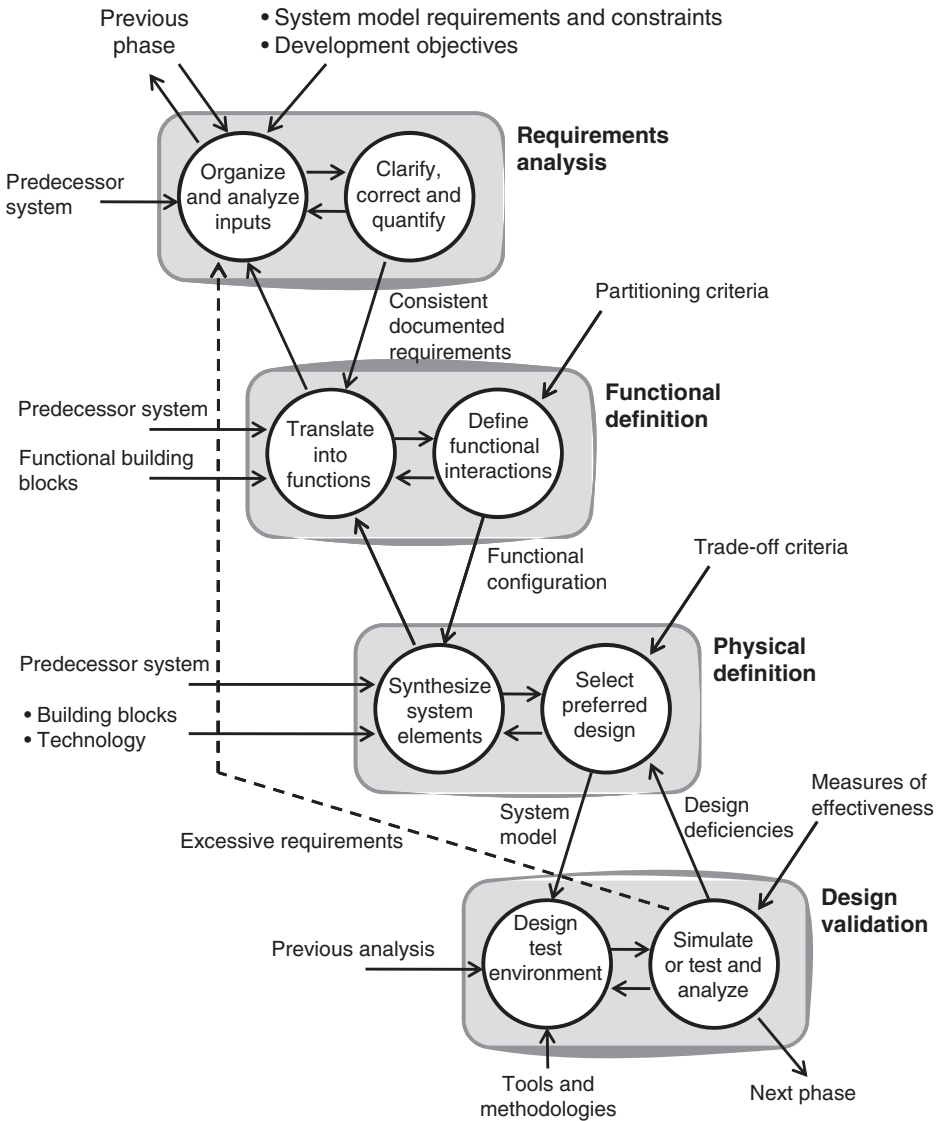 Previous
phase
• System model requirements and constraints
• Development objectives
Requirements
analysis
Organize
and analyze
inputs
Clarify,
correct and
quantify
Predecessor
system
Consistent
documented
requirements
Partitioning criteria
Functional
definition
Predecessor system
Functional building
blocks
Translate
into
functions
Define
functional
interactions
Functional
configuration
Trade-off criteria
Physical
definition
Predecessor system
• Building blocks
• Technology
Synthesize
system
elements
Select
preferred
design
System
model
Design
deficiencies
Measures of
effectiveness
Excessive requirements
Design
validation
Previous analysis
Design
test
environment
Simulate
or test and
analyze
Tools and
methodologies
Next phase